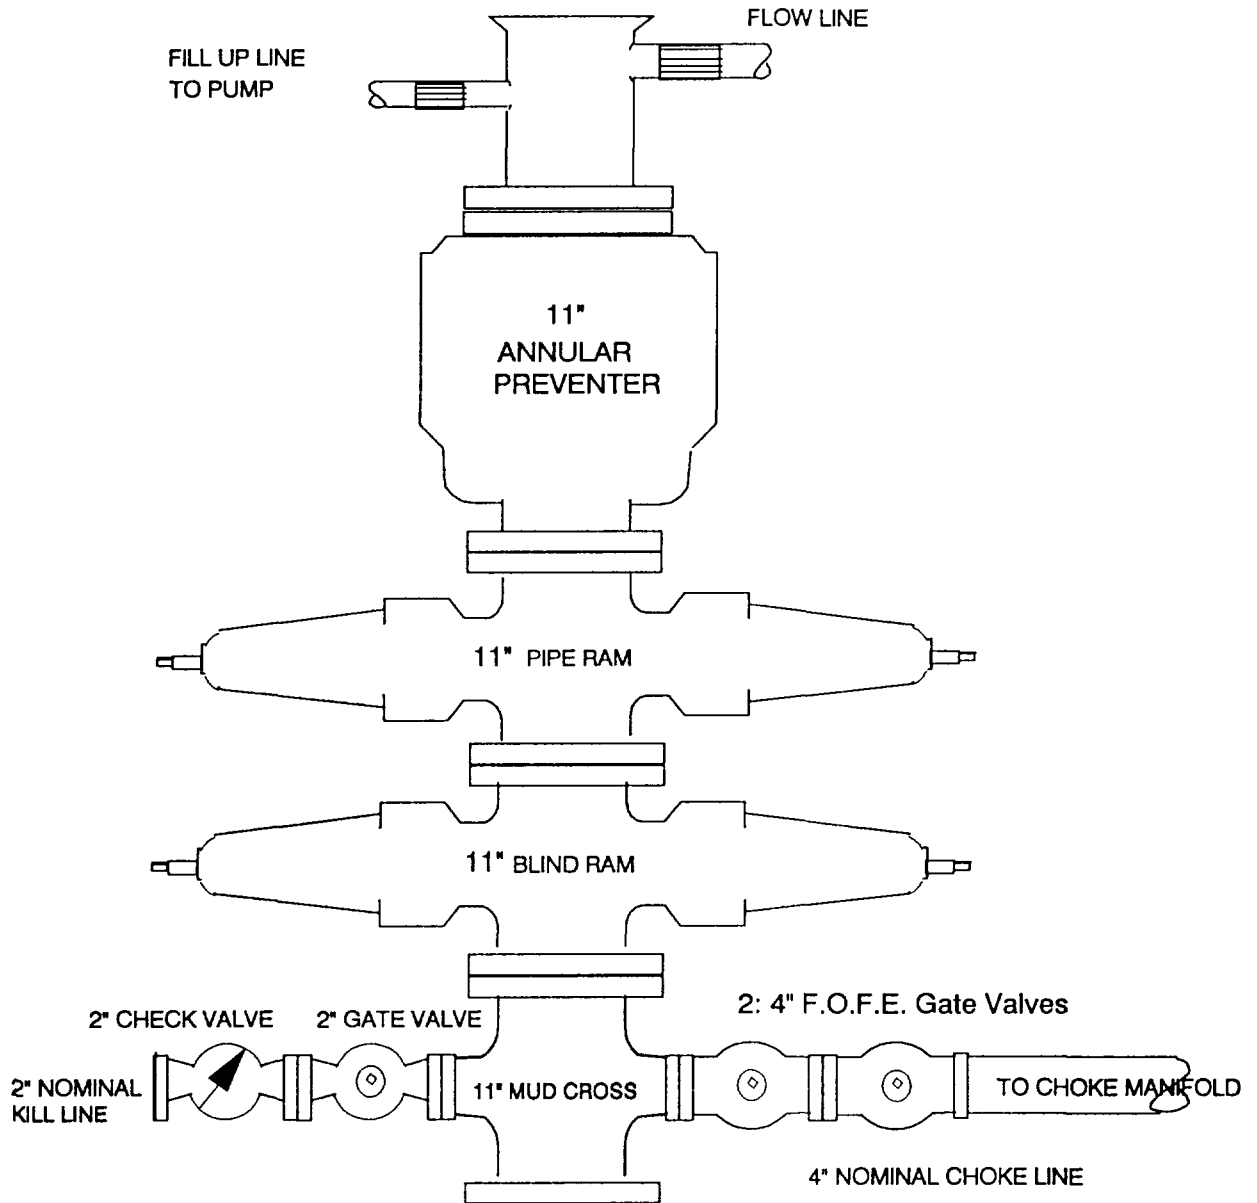 FLOW LINE
FILL UP LINE
TO PUMP
11"
ANNULAR
PREVENTER
11" PIPE RAM
11" BLIND RAM
2: 4" F.O.F.E. Gate Valves
2" CHECK VALVE
2" GATE VALVE
2" NOMINAL
KILL LINE
11" MUD CROSS
TO CHOKE MANIFOLD
4" NOMINAL CHOKE LINE